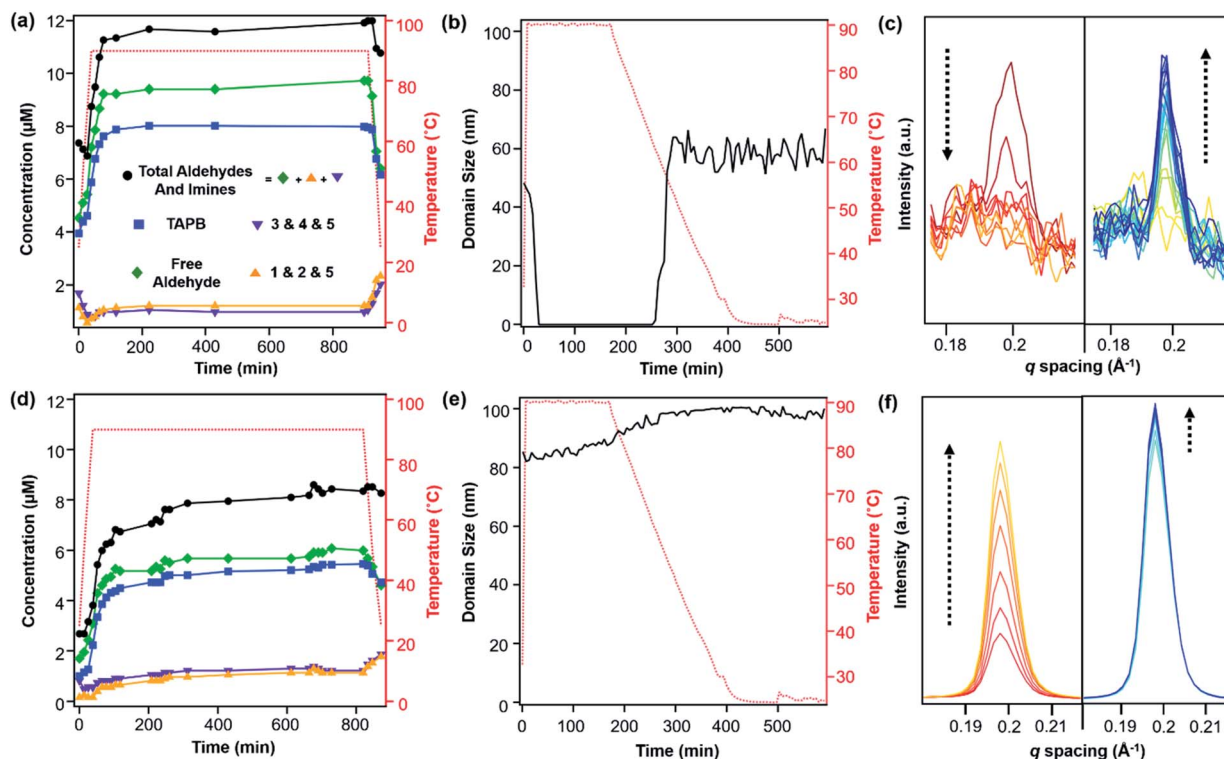 (a)
12
10
8
6
4
2
Concentration (µM)
0
200
400
600
800
Time (min)
100
80
60
40
20
0
Temperature (°C)
Total Aldehydes
And Imines
= + +
TAPB
3 & 4 & 5
Free
Aldehyde
1 & 2 & 5
(b)
100
80
60
40
20
0
Domain Size (nm)
0
100
200
300
400
500
Time (min)
90
80
70
60
50
40
30
Temperature (°C)
(c)
Intensity (a.u.)
0.18
0.2
0.18
0.2
q spacing (Å-1)
(d)
12
10
8
6
4
2
0
Concentration (µM)
0
200
400
600
800
Time (min)
100
80
60
40
20
0
Temperature (°C)
(e)
100
80
60
40
20
0
Domain Size (nm)
0
100
200
300
400
500
Time (min)
90
80
70
60
50
40
30
Temperature (°C)
(f)
Intensity (a.u.)
0.19
0.2
0.21
0.19
0.2
0.21
q spacing (Å-1)